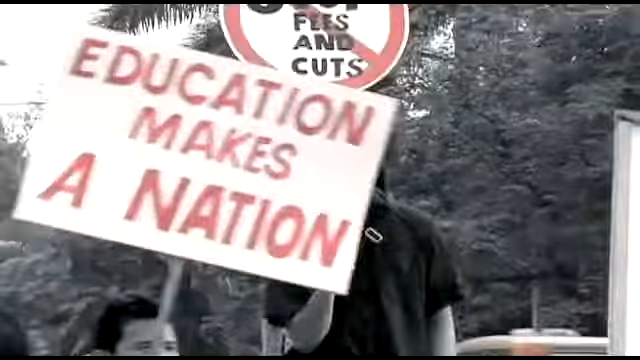 FEES
AND
CUTS
EDUCATION
MAKES
A NATION